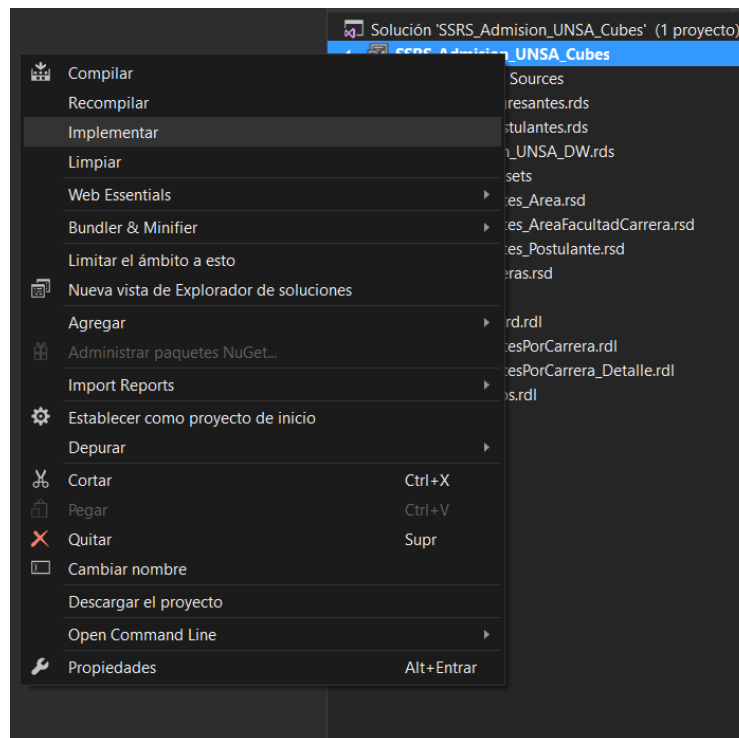 Solución 'SSRS_Admision_UNSA_Cubes' (1 proyecto)
SSRS_Admision_UNSA_Cubes
Compilar
Sources
Recompilar
resantes.rds
Implementar
stulantes.rds
Limpiar
_UNSA_DW.rds
sets
Web Essentials
tes_Area.rsd
Bundler & Minifier
tes_AreaFacultadCarrera.rsd
Limitar el ámbito a esto
tes_Postulante.rsd
Nueva vista de Explorador de soluciones
eras.rsd
Agregar
rd.rdl
Administrar paquetes NuGet...
tesPorCarrera.rdl
Import Reports
tesPorCarrera_Detalle.rdl
os.rdl
Establecer como proyecto de inicio
Depurar
Cortar Ctrl+X
Pegar Ctrl+V
Quitar Supr
Cambiar nombre
Descargar el proyecto
Open Command Line
Propiedades Alt+Entrar